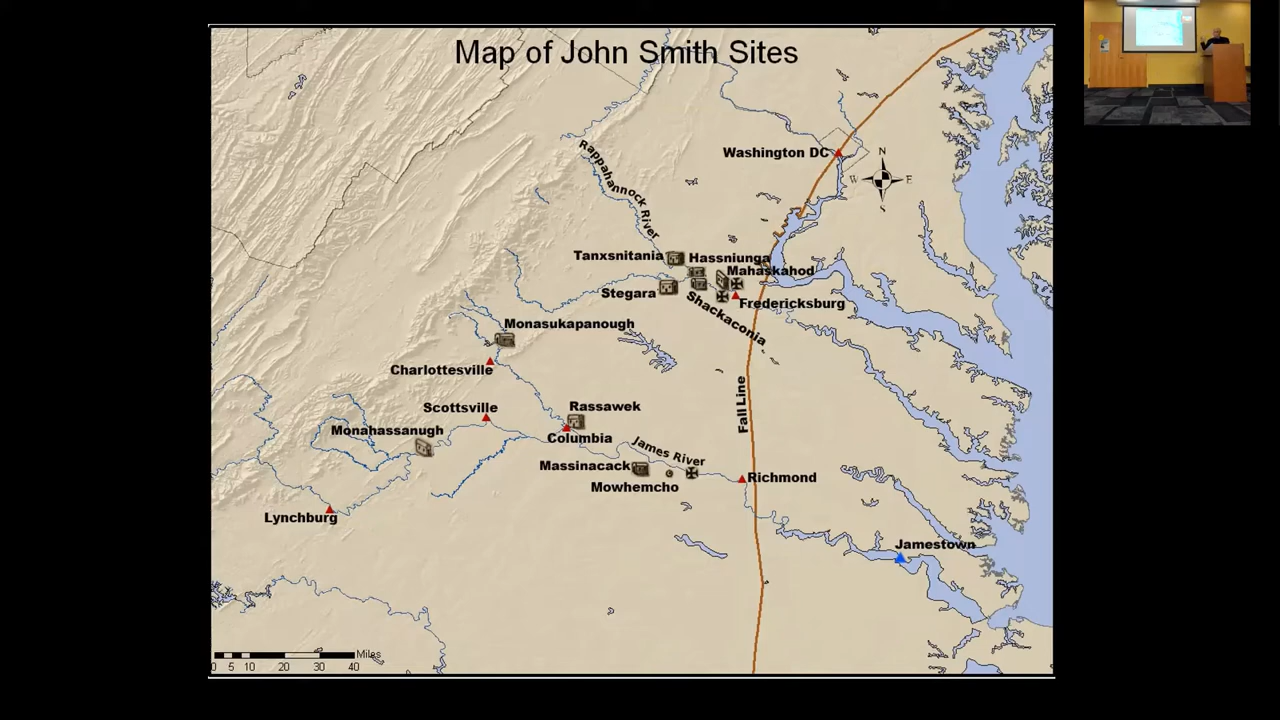 Map of John Smith Sites
Washington DC
N
W
E
S
Rappahannock River
Tanxsnitania
Hassniunga
Mahaskahod
Stegara
Fredericksburg
Shackaconia
Monasukapanough
Charlottesville
Fall Line
Scottsville
Rassawek
Monahassanugh
Columbia
James River
Massinacack
Richmond
Mowhemcho
Lynchburg
Jamestown
Miles
0 5 10 20 30 40